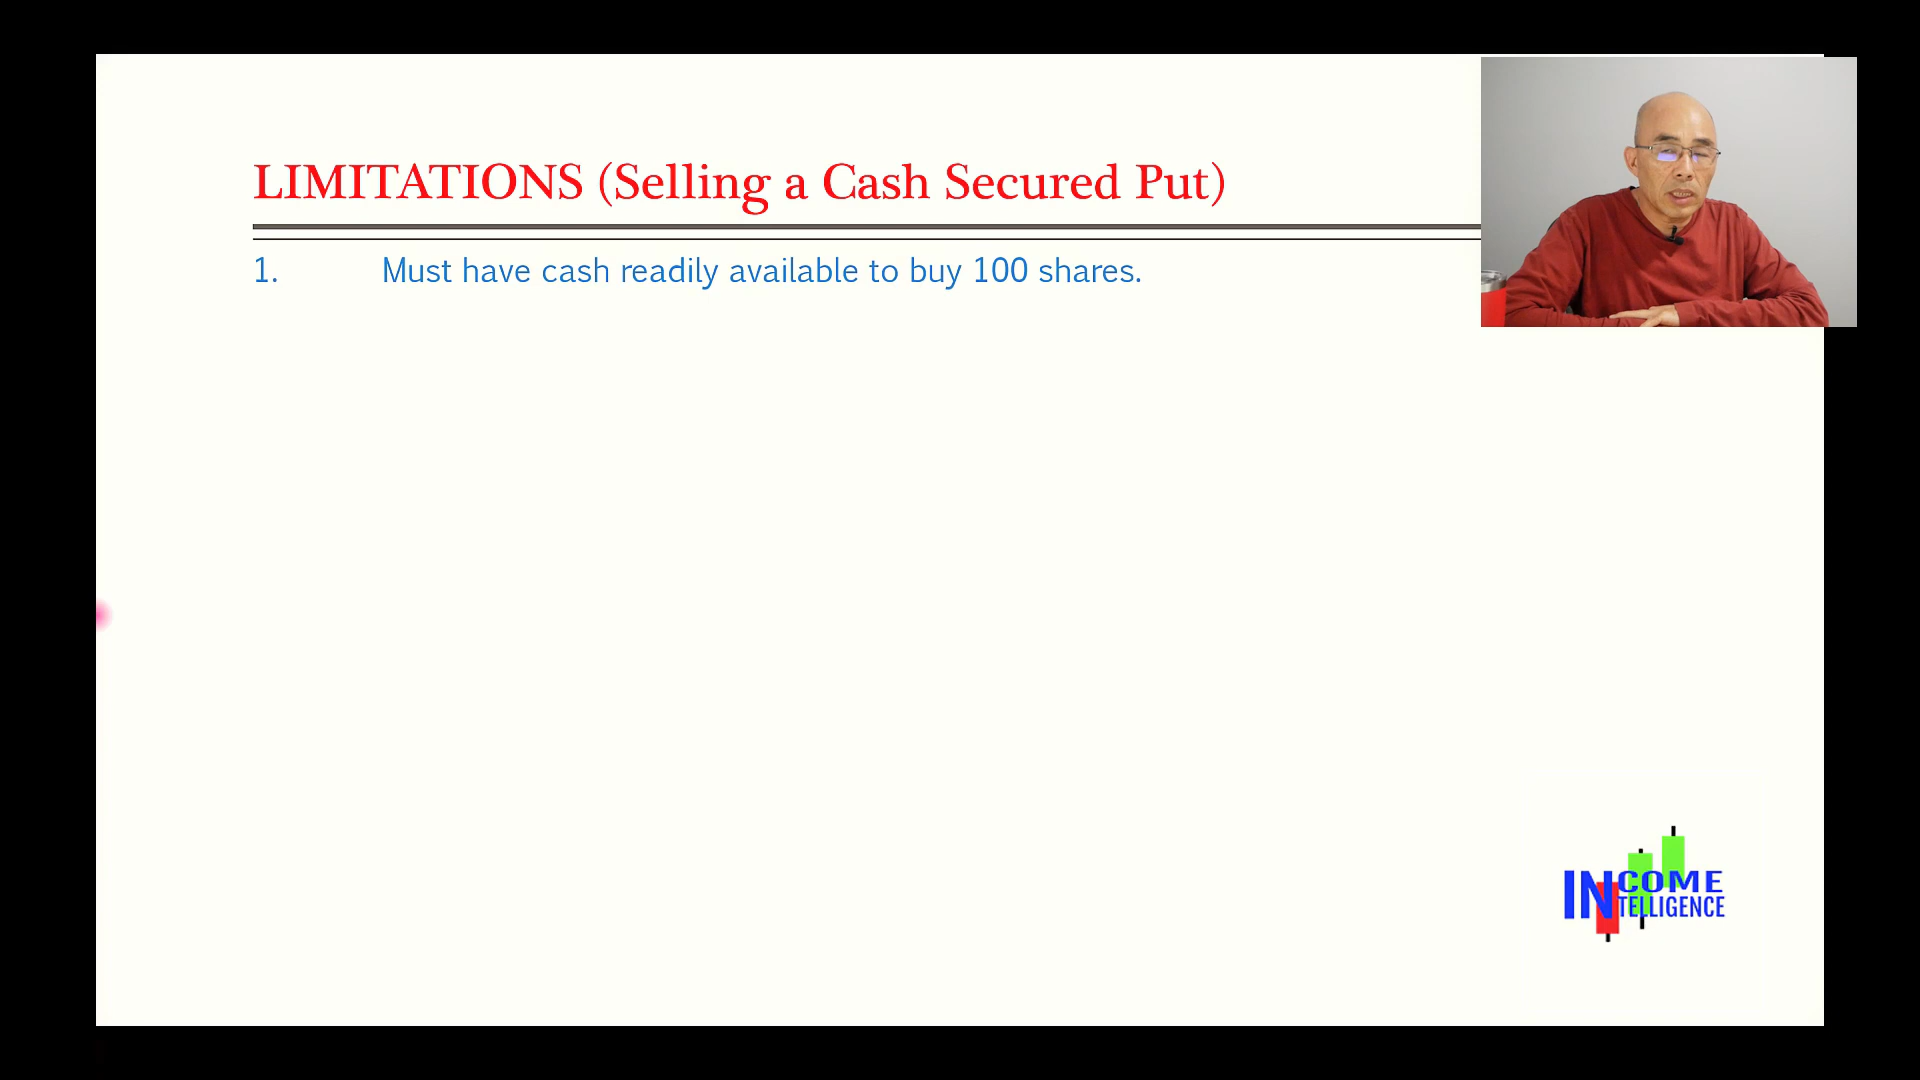 LIMITATIONS (Selling a Cash Secured Put)
1. Must have cash readily available to buy 100 shares.
INCOME
TELLIGENCE